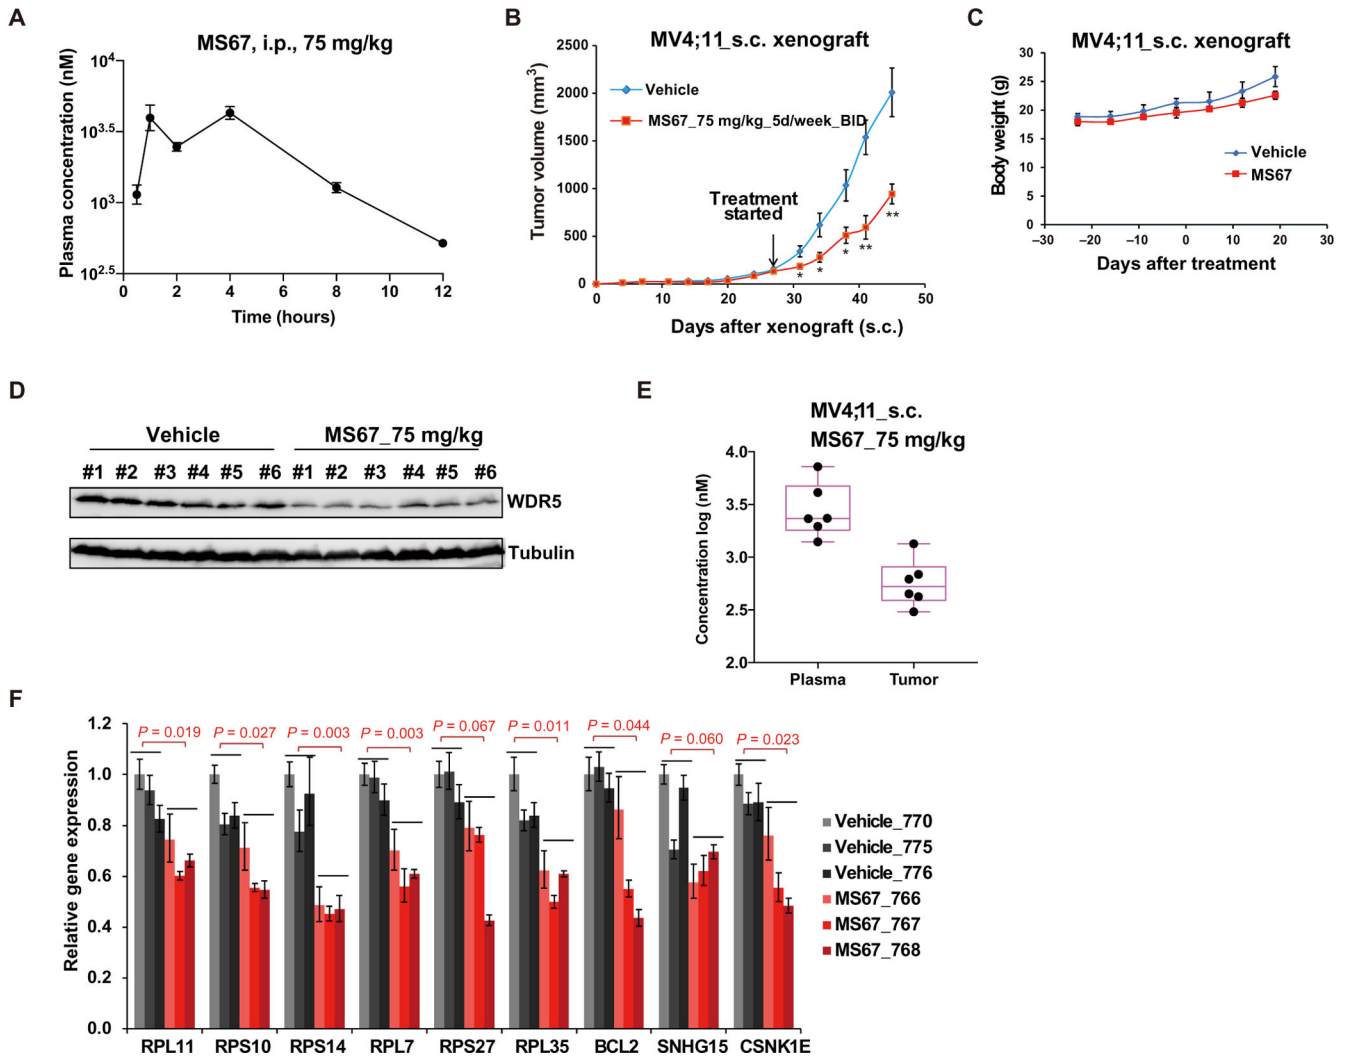 A
MS67, i.p., 75 mg/kg
Plasma concentration (nM)
10^4
10^3.5
10^3
10^2.5
0 2 4 6 8 10 12
Time (hours)
B
MV4;11_s.c. xenograft
Tumor volume (mm^3)
2500
2000
1500
1000
500
0
Vehicle
MS67_75 mg/kg_5d/week_BID
Treatment
started
* * * ** **
0 10 20 30 40 50
Days after xenograft (s.c.)
C
MV4;11_s.c. xenograft
Body weight (g)
30
25
20
15
10
5
0
Vehicle
MS67
−30 −20 −10 0 10 20 30
Days after treatment
D
Vehicle MS67_75 mg/kg
#1 #2 #3 #4 #5 #6 #1 #2 #3 #4 #5 #6
WDR5
Tubulin
E
MV4;11_s.c.
MS67_75 mg/kg
Concentration log (nM)
4.0
3.5
3.0
2.5
2.0
Plasma Tumor
F
Relative gene expression
1.2
1.0
0.8
0.6
0.4
0.2
0.0
P = 0.019 P = 0.027 P = 0.003 P = 0.003 P = 0.067 P = 0.011 P = 0.044 P = 0.060 P = 0.023
RPL11 RPS10 RPS14 RPL7 RPS27 RPL35 BCL2 SNHG15 CSNK1E
Vehicle_770
Vehicle_775
Vehicle_776
MS67_766
MS67_767
MS67_768